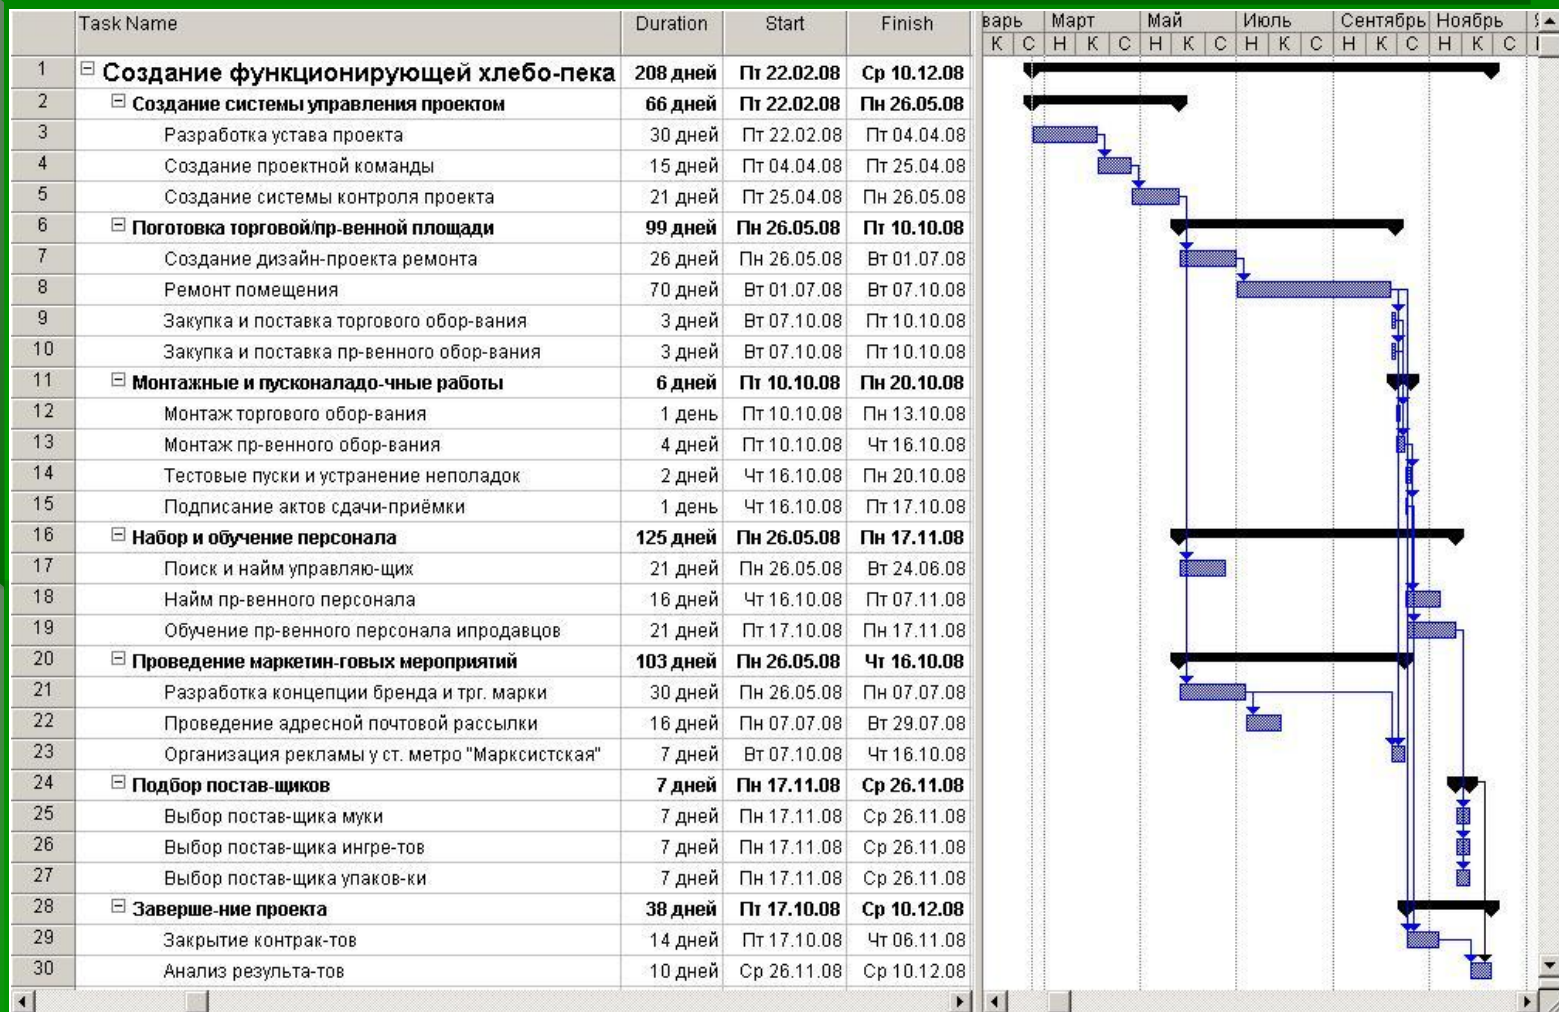 Task Name Duration Start Finish варь Март Май Июль Сентябрь Ноябрь
К С Н К С Н К С Н К С Н К С Н К С
1 Создание функционирующей хлебо-пека 208 дней Пт 22.02.08 Ср 10.12.08
2 Создание системы управления проектом 66 дней Пт 22.02.08 Пн 26.05.08
3 Разработка устава проекта 30 дней Пт 22.02.08 Пт 04.04.08
4 Создание проектной команды 15 дней Пт 04.04.08 Пт 25.04.08
5 Создание системы контроля проекта 21 дней Пт 25.04.08 Пн 26.05.08
6 Поготовка торговой/пр-венной площади 99 дней Пн 26.05.08 Пт 10.10.08
7 Создание дизайн-проекта ремонта 26 дней Пн 26.05.08 Вт 01.07.08
8 Ремонт помещения 70 дней Вт 01.07.08 Вт 07.10.08
9 Закупка и поставка торгового обор-вания 3 дней Вт 07.10.08 Пт 10.10.08
10 Закупка и поставка пр-венного обор-вания 3 дней Вт 07.10.08 Пт 10.10.08
11 Монтажные и пусконаладо-чные работы 6 дней Пт 10.10.08 Пн 20.10.08
12 Монтаж торгового обор-вания 1 день Пт 10.10.08 Пн 13.10.08
13 Монтаж пр-венного обор-вания 4 дней Пт 10.10.08 Чт 16.10.08
14 Тестовые пуски и устранение неполадок 2 дней Чт 16.10.08 Пн 20.10.08
15 Подписание актов сдачи-приёмки 1 день Чт 16.10.08 Пт 17.10.08
16 Набор и обучение персонала 125 дней Пн 26.05.08 Пн 17.11.08
17 Поиск и найм управляю-щих 21 дней Пн 26.05.08 Вт 24.06.08
18 Найм пр-венного персонала 16 дней Чт 16.10.08 Пт 07.11.08
19 Обучение пр-венного персонала ипродавцов 21 дней Пт 17.10.08 Пн 17.11.08
20 Проведение маркетин-говых мероприятий 103 дней Пн 26.05.08 Чт 16.10.08
21 Разработка концепции бренда и трг. марки 30 дней Пн 26.05.08 Пн 07.07.08
22 Проведение адресной почтовой рассылки 16 дней Пн 07.07.08 Вт 29.07.08
23 Организация рекламы у ст. метро "Марксистская" 7 дней Вт 07.10.08 Чт 16.10.08
24 Подбор постав-щиков 7 дней Пн 17.11.08 Ср 26.11.08
25 Выбор постав-щика муки 7 дней Пн 17.11.08 Ср 26.11.08
26 Выбор постав-щика ингре-тов 7 дней Пн 17.11.08 Ср 26.11.08
27 Выбор постав-щика упаков-ки 7 дней Пн 17.11.08 Ср 26.11.08
28 Заверше-ние проекта 38 дней Пт 17.10.08 Ср 10.12.08
29 Закрытие контрак-тов 14 дней Пт 17.10.08 Чт 06.11.08
30 Анализ результа-тов 10 дней Ср 26.11.08 Ср 10.12.08